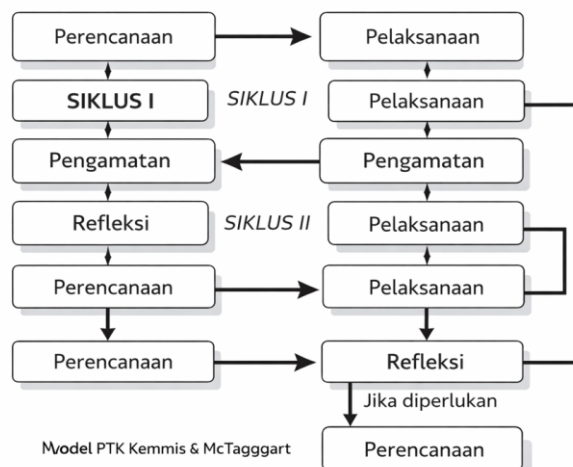 Perencanaan
Pelaksanaan
SIKLUS I
SIKLUS I
Pelaksanaan
Pengamatan
Pengamatan
Refleksi
SIKLUS II
Pelaksanaan
Perencanaan
Pelaksanaan
Perencanaan
Refleksi
Jika diperlukan
Model PTK Kemmis & McTagggart
Perencanaan